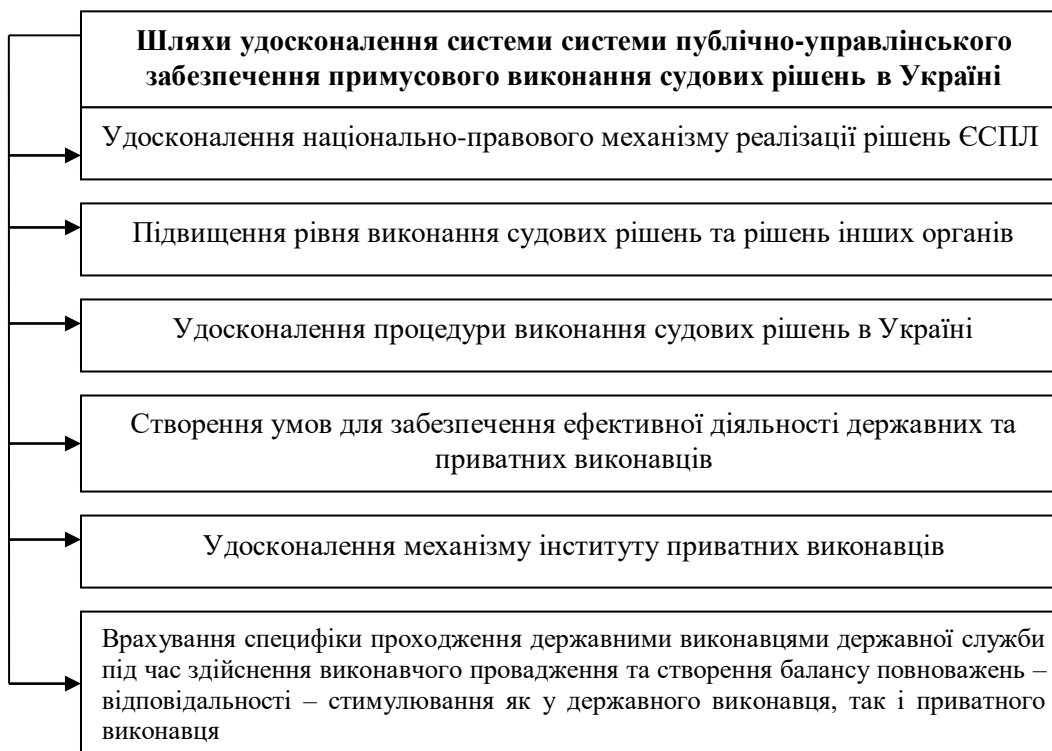 Шляхи удосконалення системи системи публічно-управлінського
забезпечення примусового виконання судових рішень в Україні
Удосконалення національно-правового механізму реалізації рішень ЄСПЛ
Підвищення рівня виконання судових рішень та рішень інших органів
Удосконалення процедури виконання судових рішень в Україні
Створення умов для забезпечення ефективної діяльності державних та
приватних виконавців
Удосконалення механізму інституту приватних виконавців
Врахування специфіки проходження державними виконавцями державної служби
під час здійснення виконавчого провадження та створення балансу повноважень –
відповідальності – стимулювання як у державного виконавця, так і приватного
виконавця